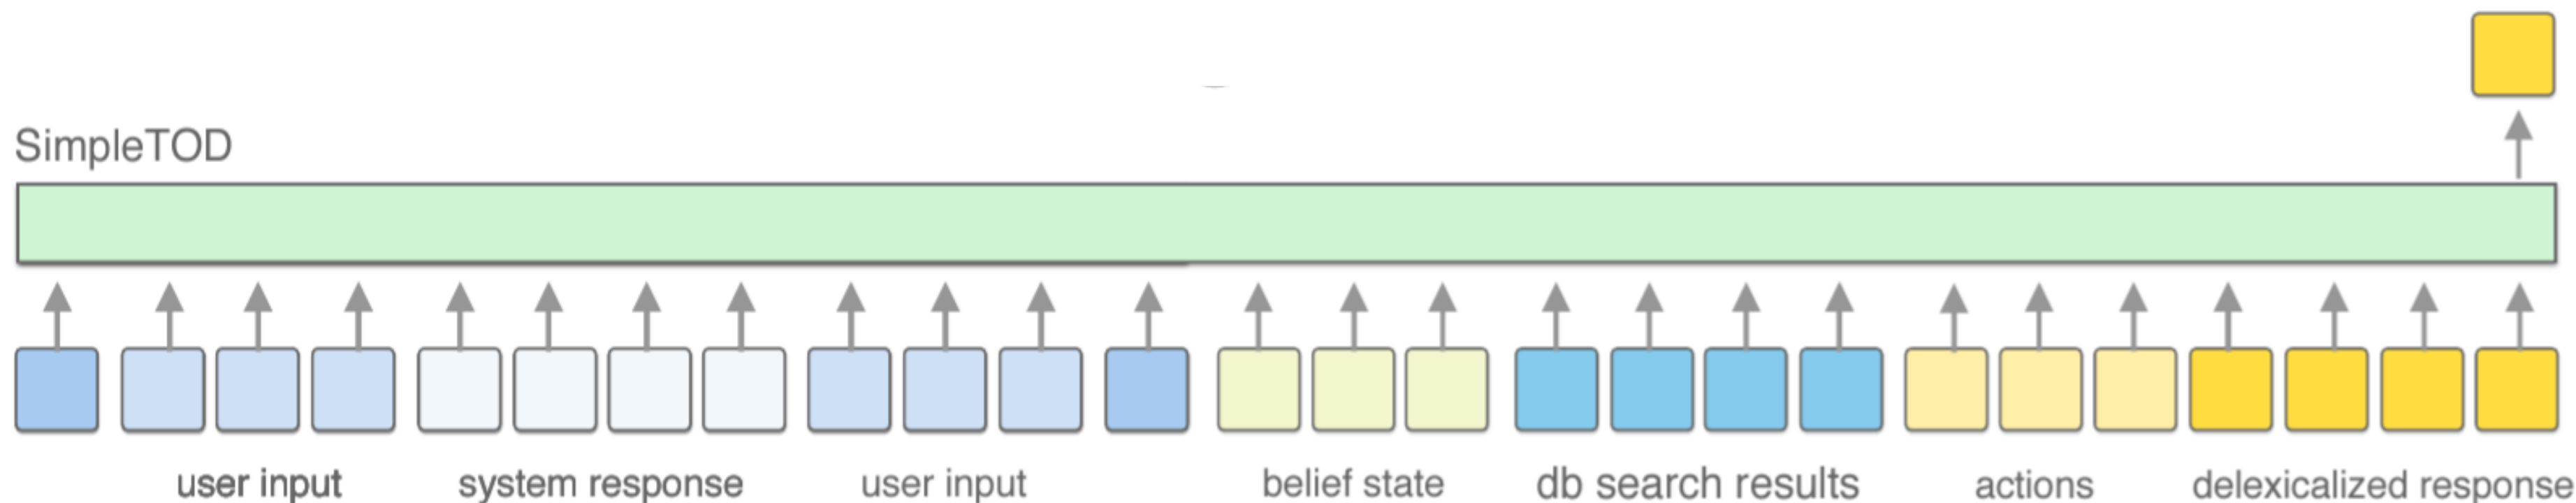 SimpleTOD
user input system response user input belief state db search results actions delexicalized response